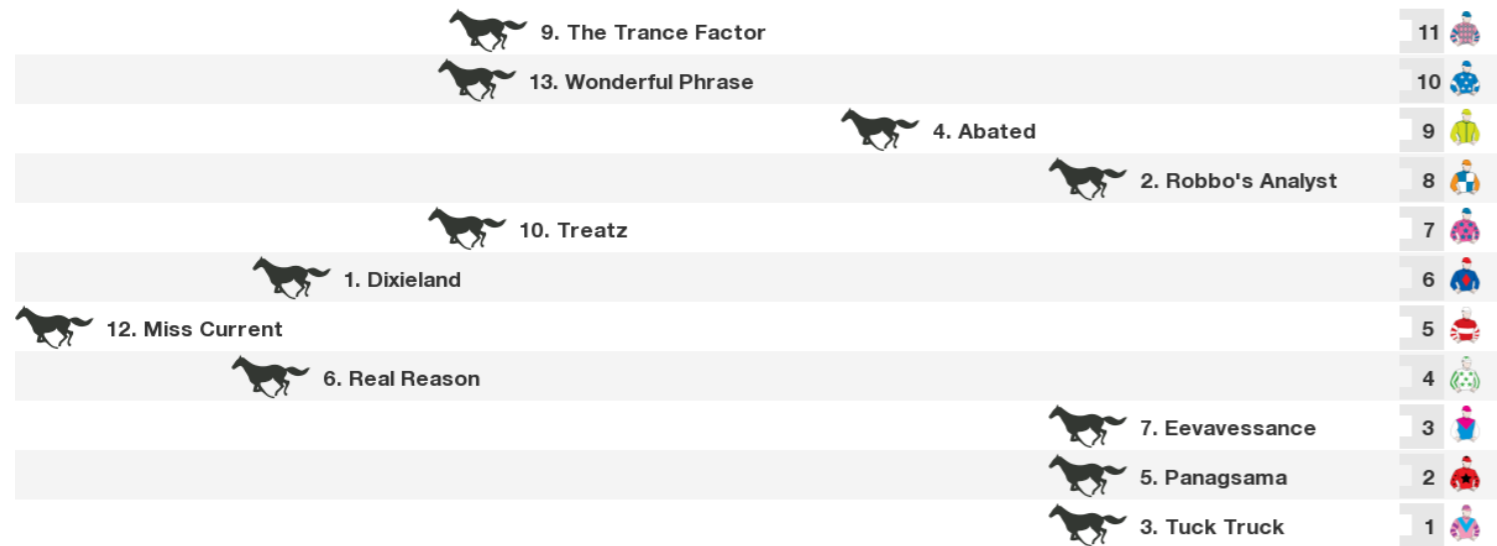 9. The Trance Factor 11
13. Wonderful Phrase 10
4. Abated 9
2. Robbo's Analyst 8
10. Treatz 7
1. Dixieland 6
12. Miss Current 5
6. Real Reason 4
7. Eevavessance 3
5. Panagsama 2
3. Tuck Truck 1